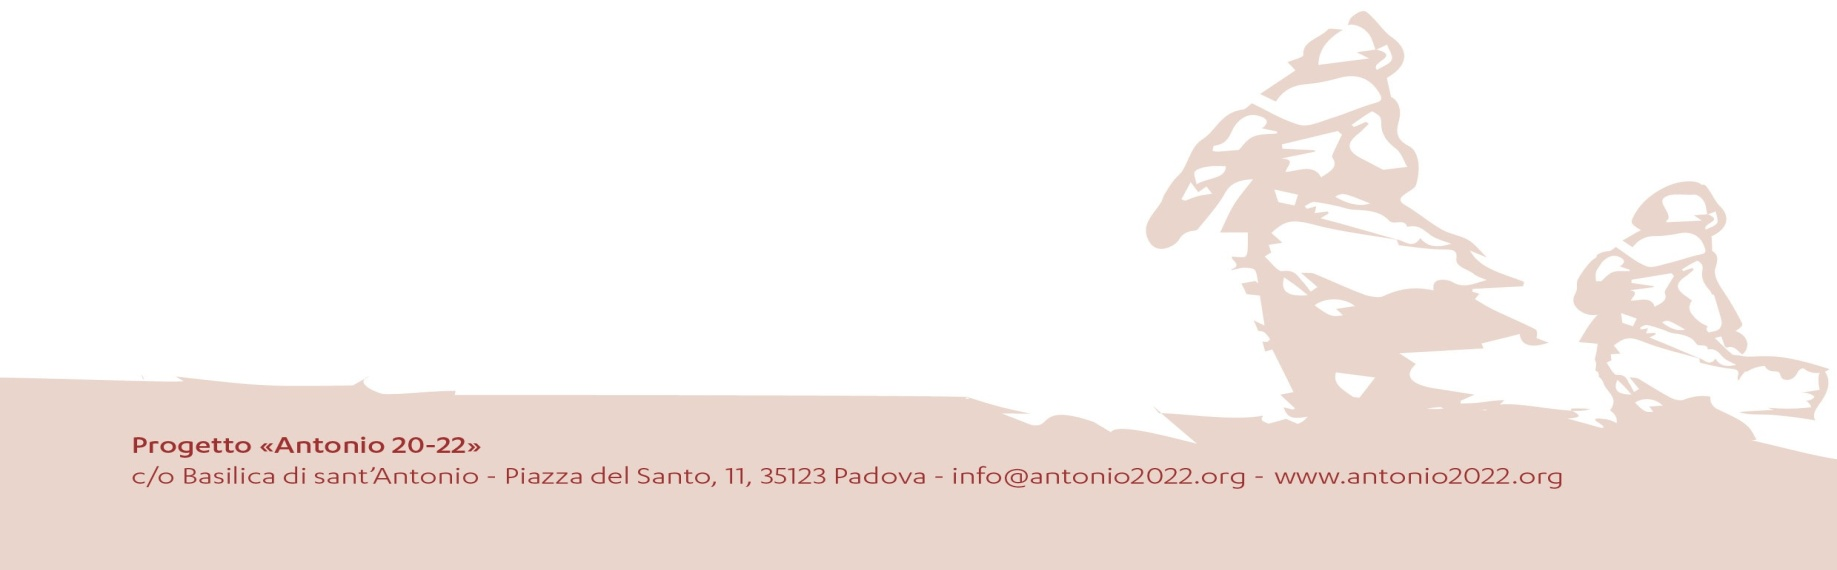 Progetto «Antonio 20-22»
c/o Basilica di sant’Antonio - Piazza del Santo, 11, 35123 Padova - info@antonio2022.org - www.antonio2022.org